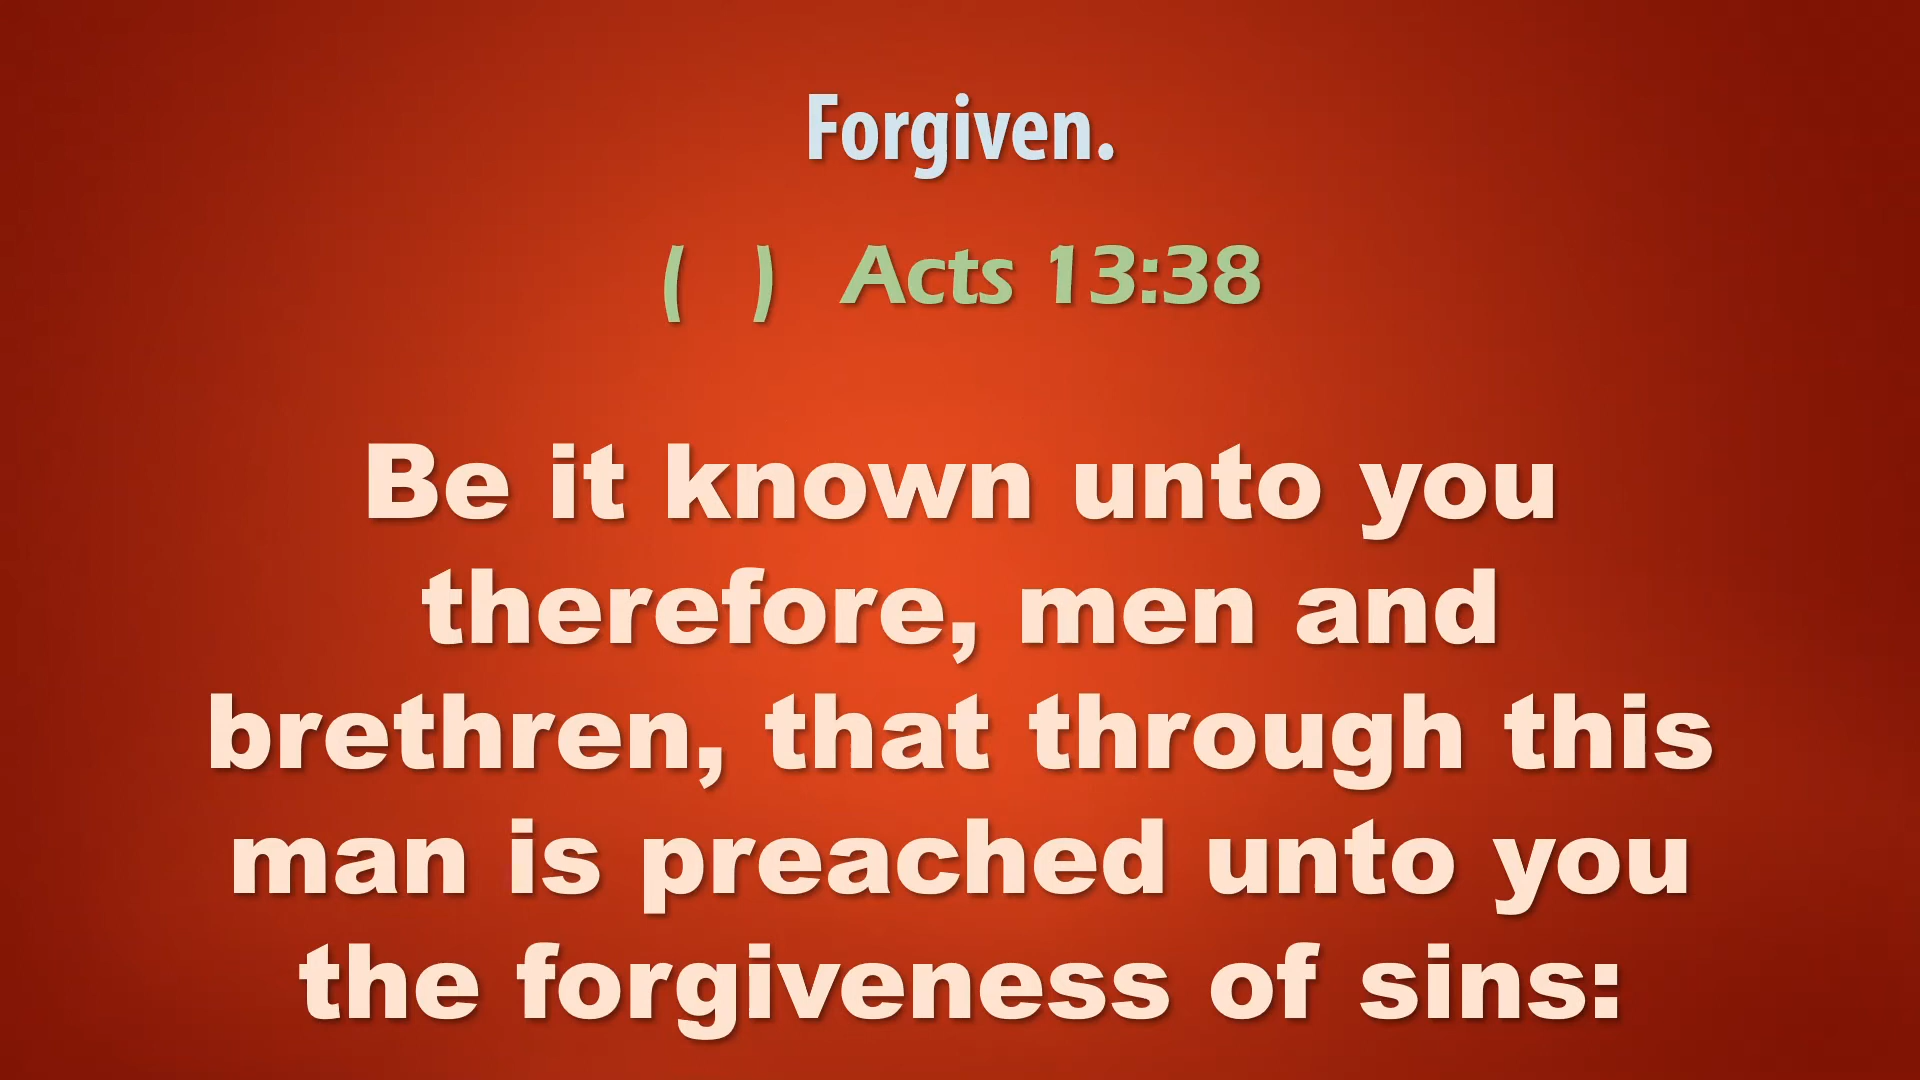 Forgiven.
( ) Acts 13:38
Be it known unto you
therefore, men and
brethren, that through this
man is preached unto you
the forgiveness of sins: